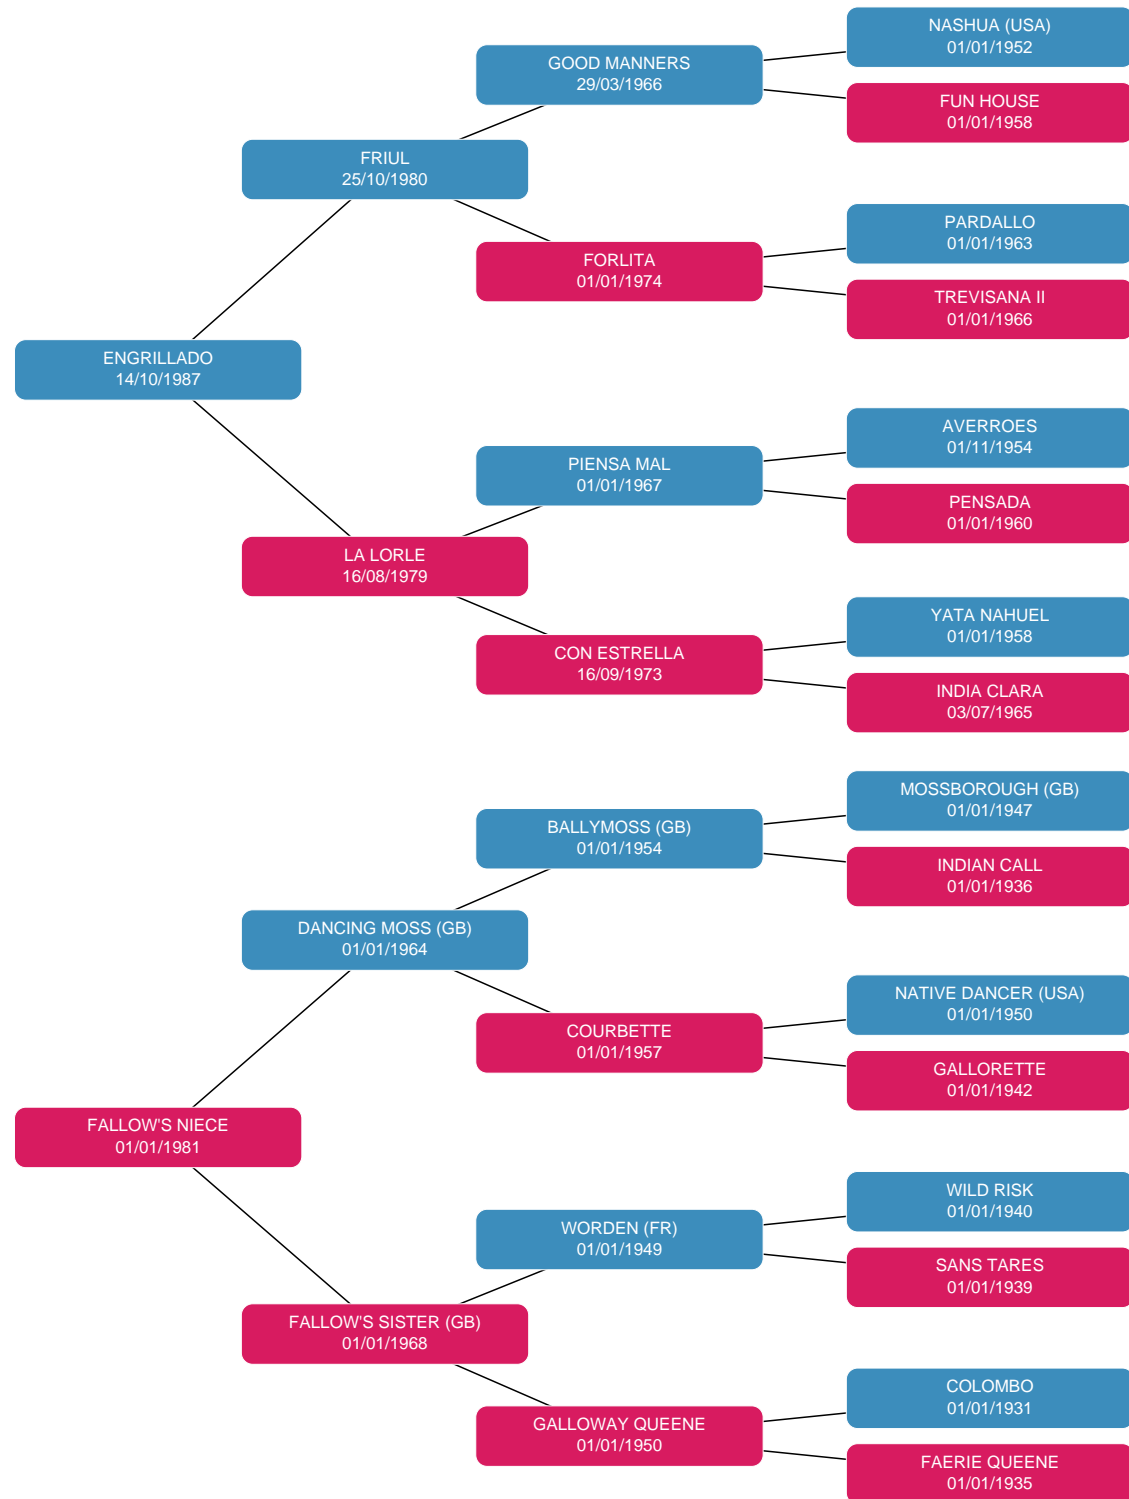 NASHUA (USA)
01/01/1952
GOOD MANNERS
29/03/1966
FUN HOUSE
01/01/1958
FRIUL
25/10/1980
PARDALLO
01/01/1963
FORLITA
01/01/1974
TREVISANA II
01/01/1966
ENGRILLADO
14/10/1987
AVERROES
01/11/1954
PIENSA MAL
01/01/1967
PENSADA
01/01/1960
LA LORLE
16/08/1979
YATA NAHUEL
01/01/1958
CON ESTRELLA
16/09/1973
INDIA CLARA
03/07/1965
MOSSBOROUGH (GB)
01/01/1947
BALLYMOSS (GB)
01/01/1954
INDIAN CALL
01/01/1936
DANCING MOSS (GB)
01/01/1964
NATIVE DANCER (USA)
01/01/1950
COURBETTE
01/01/1957
GALLORETTE
01/01/1942
FALLOW'S NIECE
01/01/1981
WILD RISK
01/01/1940
WORDEN (FR)
01/01/1949
SANS TARES
01/01/1939
FALLOW'S SISTER (GB)
01/01/1968
COLOMBO
01/01/1931
GALLOWAY QUEENE
01/01/1950
FAERIE QUEENE
01/01/1935